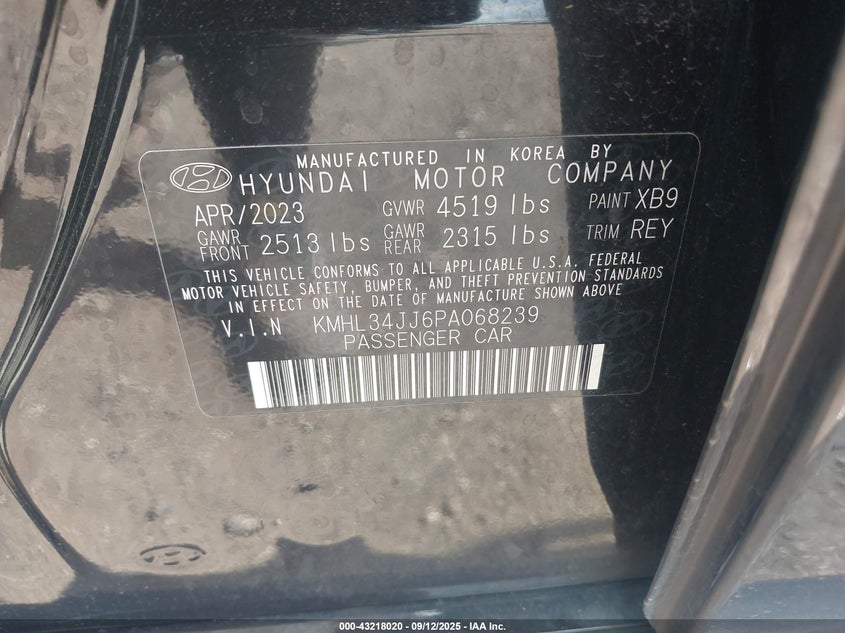 MANUFACTURED IN KOREA BY
HYUNDAI MOTOR COMPANY
APR/2023 GVWR 4519 lbs PAINT XB9
GAWR FRONT 2513 lbs GAWR REAR 2315 lbs TRIM REY
THIS VEHICLE CONFORMS TO ALL APPLICABLE U.S.A. FEDERAL
MOTOR VEHICLE SAFETY, BUMPER, AND THEFT PREVENTION STANDARDS
IN EFFECT ON THE DATE OF MANUFACTURE SHOWN ABOVE
V.I.N KMHL34JJ6PA068239
PASSENGER CAR
000-43218020 - 09/12/2025 - IAA Inc.